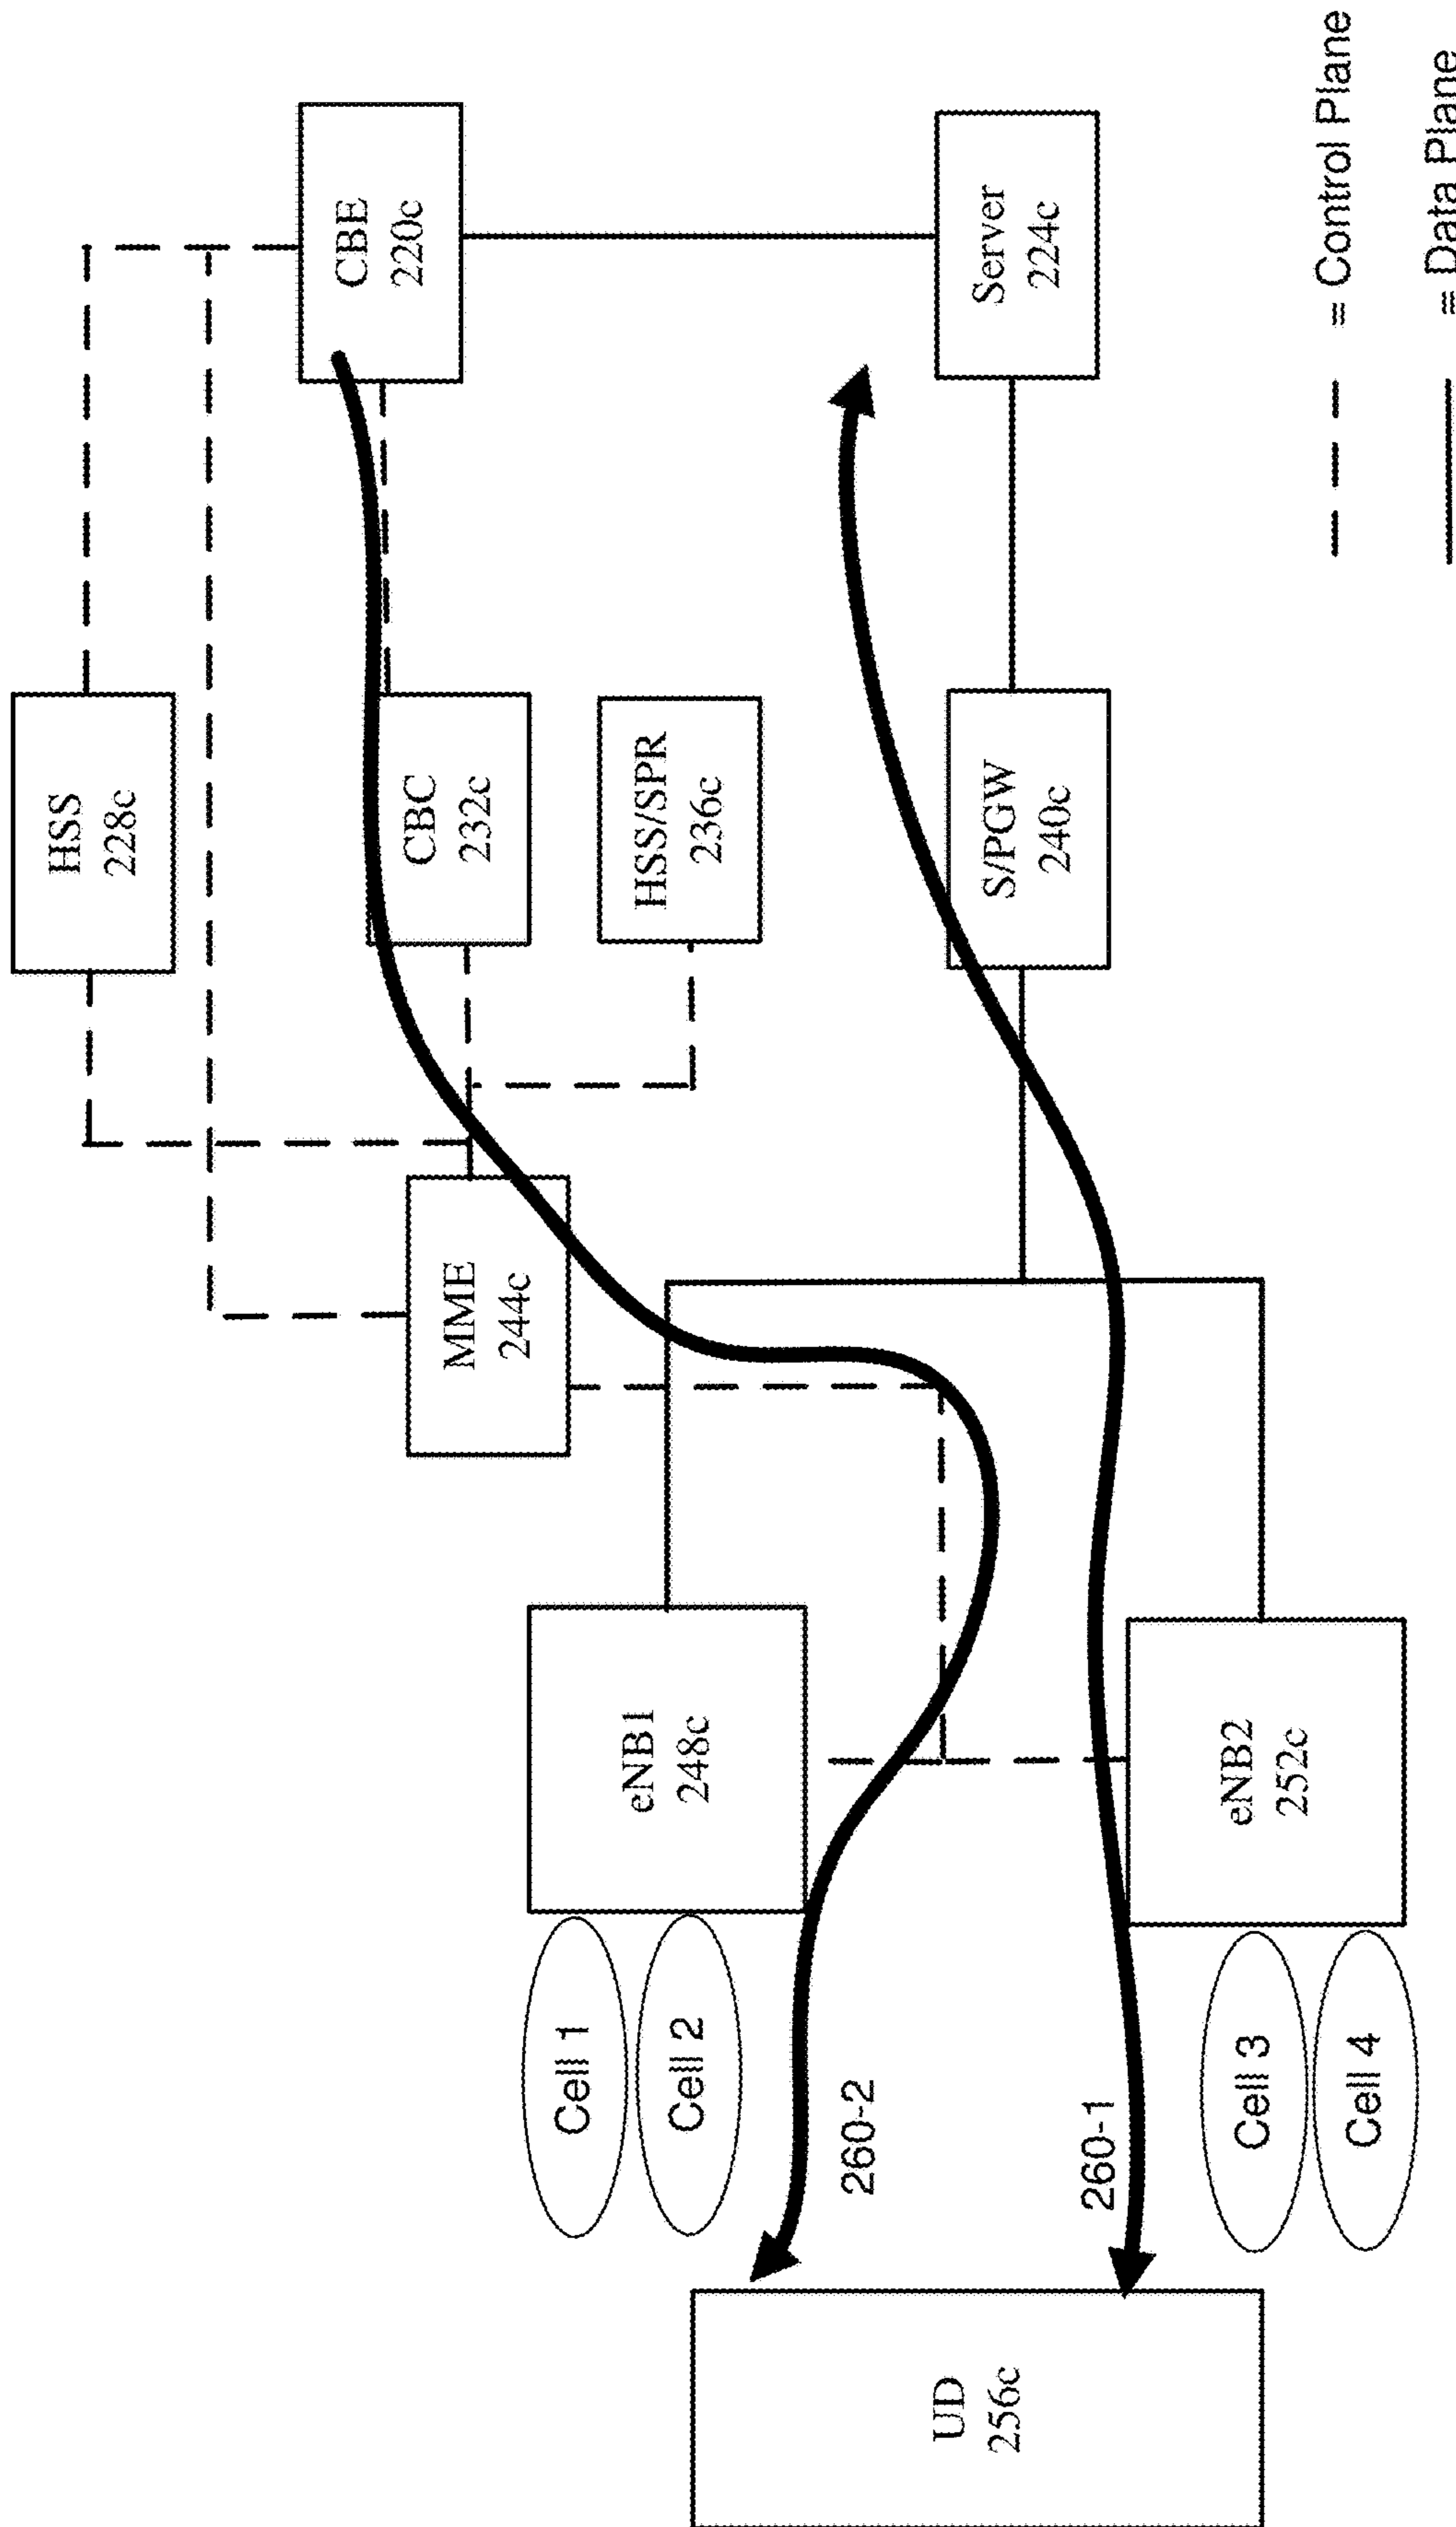 HSS
228c
CBE
220c
CBC
232c
MME
244c
HSS/SPR
236c
eNB1
248c
Cell 1
Cell 2
UD
256c
260-2
260-1
S/PGW
240c
Server
224c
eNB2
252c
Cell 3
Cell 4
= Control Plane
= Data Plane